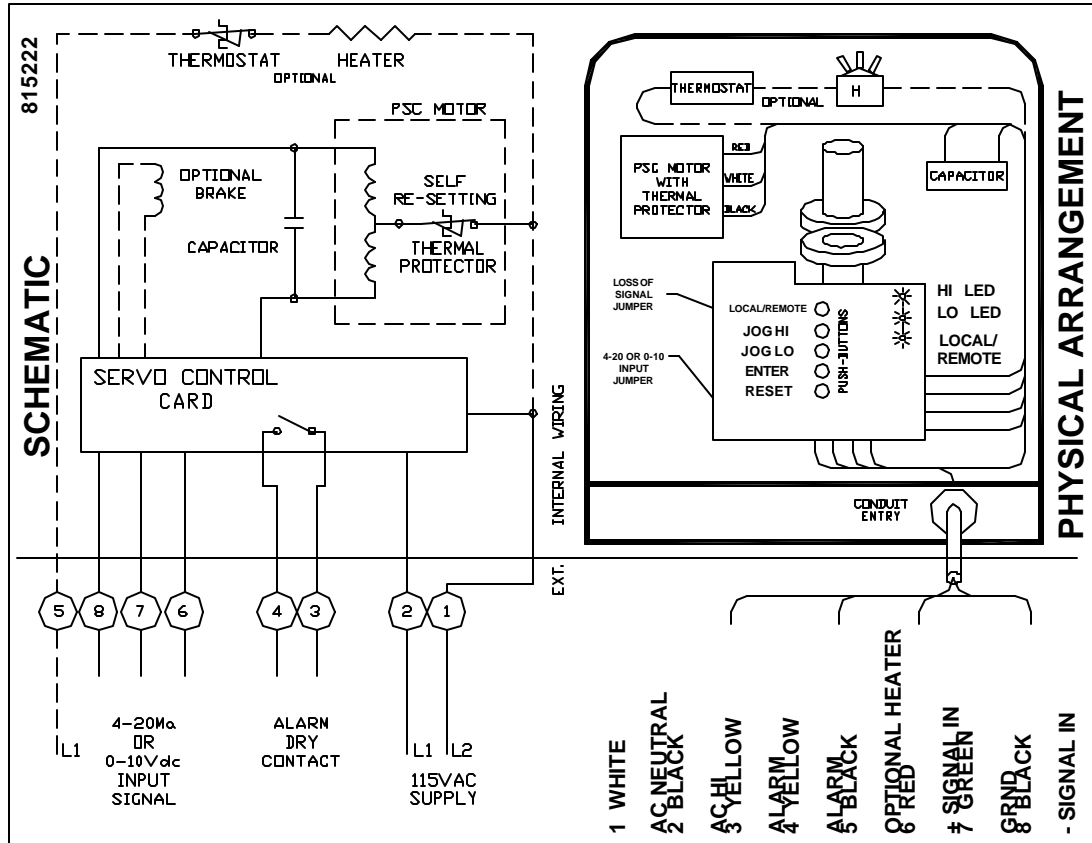 815222
SCHEMATIC
THERMOSTAT
HEATER
OPTIONAL
PSC MOTOR
OPTIONAL
BRAKE
SELF
RE-SETTING
CAPACITOR
THERMAL
PROTECTOR
SERVO CONTROL
CARD
INTERNAL WIRING
EXT.
5
8
7
6
4
3
2
1
L1
4-20Ma
OR
0-10Vdc
INPUT
SIGNAL
ALARM
DRY
CONTACT
L1
L2
115VAC
SUPPLY
PHYSICAL ARRANGEMENT
THERMOSTAT
OPTIONAL
H
PSC MOTOR
WITH
THERMAL
PROTECTOR
RED
WHITE
BLACK
CAPACITOR
LOSS OF
SIGNAL
JUMPER
4-20 OR 0-10
INPUT
JUMPER
LOCAL/REMOTE
JOG HI
JOG LO
ENTER
RESET
PUSH-BUTTONS
HI LED
LO LED
LOCAL/
REMOTE
CONDUIT
ENTRY
1 WHITE
AC NEUTRAL
2 BLACK
AC HI
3 YELLOW
ALARM
4 YELLOW
ALARM
5 BLACK
OPTIONAL HEATER
6 RED
+ SIGNAL IN
7 GREEN
GRND
8 BLACK
- SIGNAL IN